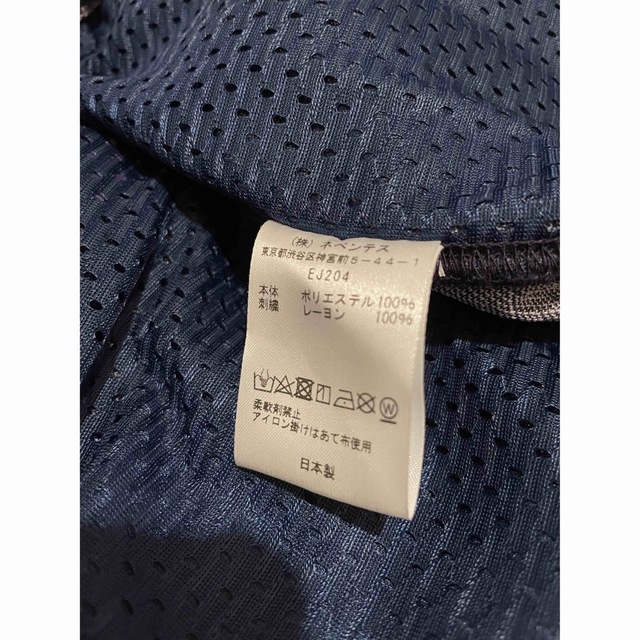 (株) ネペンテス
東京都渋谷区神宮前5-44-1
EJ204
本体 ポリエステル100%
刺繍 レーヨン 100%
W
柔軟剤禁止
アイロン掛けはあて布使用
日本製